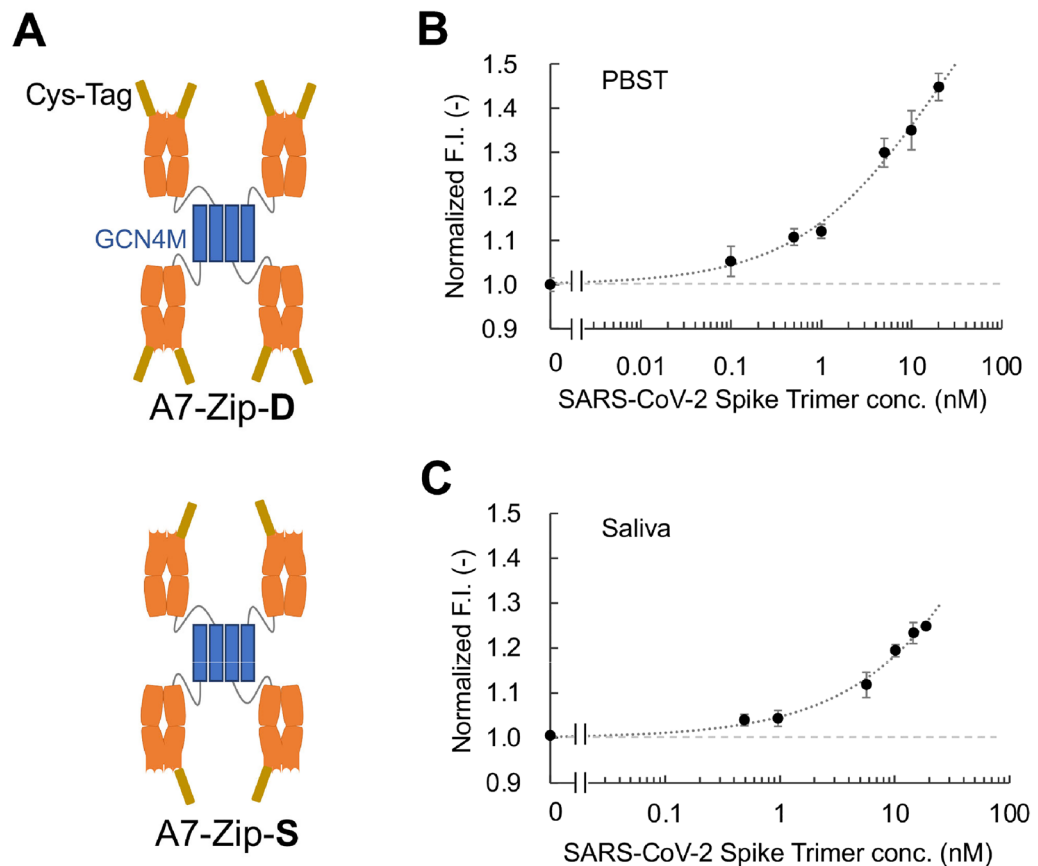 A
Cys-Tag
GCN4M
A7-Zip-D
A7-Zip-S
B
PBST
Normalized F.I. (-)
1.5
1.4
1.3
1.2
1.1
1.0
0.9
0 0.01 0.1 1 10 100
SARS-CoV-2 Spike Trimer conc. (nM)
C
Saliva
Normalized F.I. (-)
1.5
1.4
1.3
1.2
1.1
1.0
0.9
0 0.1 1 10 100
SARS-CoV-2 Spike Trimer conc. (nM)